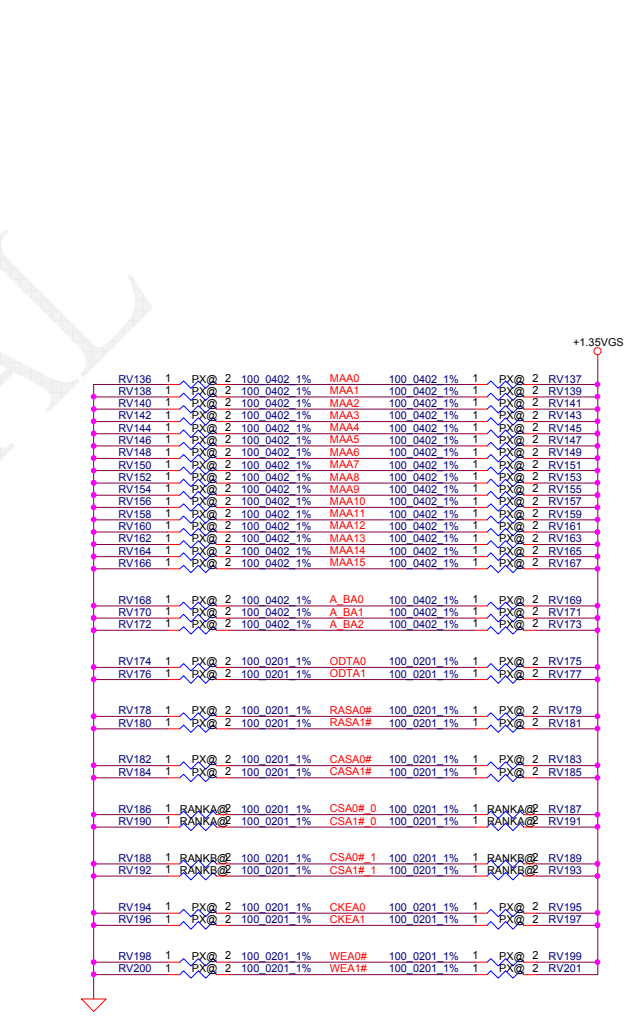 AL
+1.35VGS
RV136 1 PX@ 2 100_0402_1% MAA0 100_0402_1% 1 PX@ 2 RV137
RV138 1 PX@ 2 100_0402_1% MAA1 100_0402_1% 1 PX@ 2 RV139
RV140 1 PX@ 2 100_0402_1% MAA2 100_0402_1% 1 PX@ 2 RV141
RV142 1 PX@ 2 100_0402_1% MAA3 100_0402_1% 1 PX@ 2 RV143
RV144 1 PX@ 2 100_0402_1% MAA4 100_0402_1% 1 PX@ 2 RV145
RV146 1 PX@ 2 100_0402_1% MAA5 100_0402_1% 1 PX@ 2 RV147
RV148 1 PX@ 2 100_0402_1% MAA6 100_0402_1% 1 PX@ 2 RV149
RV150 1 PX@ 2 100_0402_1% MAA7 100_0402_1% 1 PX@ 2 RV151
RV152 1 PX@ 2 100_0402_1% MAA8 100_0402_1% 1 PX@ 2 RV153
RV154 1 PX@ 2 100_0402_1% MAA9 100_0402_1% 1 PX@ 2 RV155
RV156 1 PX@ 2 100_0402_1% MAA10 100_0402_1% 1 PX@ 2 RV157
RV158 1 PX@ 2 100_0402_1% MAA11 100_0402_1% 1 PX@ 2 RV159
RV160 1 PX@ 2 100_0402_1% MAA12 100_0402_1% 1 PX@ 2 RV161
RV162 1 PX@ 2 100_0402_1% MAA13 100_0402_1% 1 PX@ 2 RV163
RV164 1 PX@ 2 100_0402_1% MAA14 100_0402_1% 1 PX@ 2 RV165
RV166 1 PX@ 2 100_0402_1% MAA15 100_0402_1% 1 PX@ 2 RV167
RV168 1 PX@ 2 100_0402_1% A_BA0 100_0402_1% 1 PX@ 2 RV169
RV170 1 PX@ 2 100_0402_1% A_BA1 100_0402_1% 1 PX@ 2 RV171
RV172 1 PX@ 2 100_0402_1% A_BA2 100_0402_1% 1 PX@ 2 RV173
RV174 1 PX@ 2 100_0201_1% ODTA0 100_0201_1% 1 PX@ 2 RV175
RV176 1 PX@ 2 100_0201_1% ODTA1 100_0201_1% 1 PX@ 2 RV177
RV178 1 PX@ 2 100_0201_1% RASA0# 100_0201_1% 1 PX@ 2 RV179
RV180 1 PX@ 2 100_0201_1% RASA1# 100_0201_1% 1 PX@ 2 RV181
RV182 1 PX@ 2 100_0201_1% CASA0# 100_0201_1% 1 PX@ 2 RV183
RV184 1 PX@ 2 100_0201_1% CASA1# 100_0201_1% 1 PX@ 2 RV185
RV186 1 RANKA@ 2 100_0201_1% CSA0#_0 100_0201_1% 1 RANKA@ 2 RV187
RV190 1 RANKA@ 2 100_0201_1% CSA1#_0 100_0201_1% 1 RANKA@ 2 RV191
RV188 1 RANKB@ 2 100_0201_1% CSA0#_1 100_0201_1% 1 RANKB@ 2 RV189
RV192 1 RANKB@ 2 100_0201_1% CSA1#_1 100_0201_1% 1 RANKB@ 2 RV193
RV194 1 PX@ 2 100_0201_1% CKEA0 100_0201_1% 1 PX@ 2 RV195
RV196 1 PX@ 2 100_0201_1% CKEA1 100_0201_1% 1 PX@ 2 RV197
RV198 1 PX@ 2 100_0201_1% WEA0# 100_0201_1% 1 PX@ 2 RV199
RV200 1 PX@ 2 100_0201_1% WEA1# 100_0201_1% 1 PX@ 2 RV201